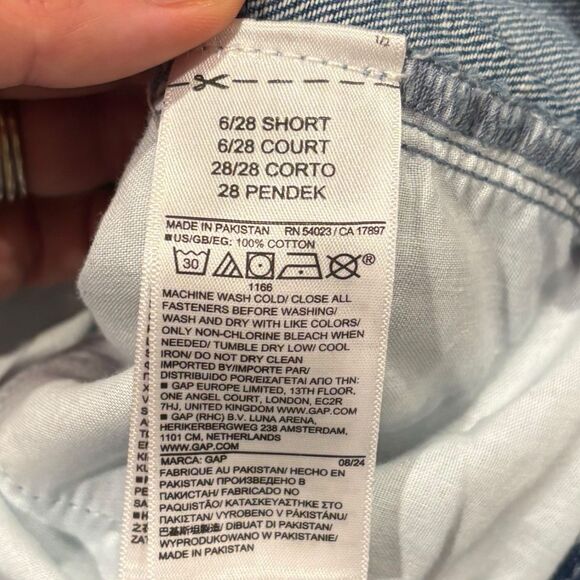 1/2
6/28 SHORT
6/28 COURT
28/28 CORTO
28 PENDEK
MADE IN PAKISTAN RN 54023 / CA 17897
■ US/GB/EG: 100% COTTON
30 ®
1166
MACHINE WASH COLD/ CLOSE ALL
FASTENERS BEFORE WASHING/
WASH AND DRY WITH LIKE COLORS/
ONLY NON-CHLORINE BLEACH WHEN
NEEDED/ TUMBLE DRY LOW/ COOL
IRON/ DO NOT DRY CLEAN
IMPORTED BY/IMPORTE PAR/
DISTRIBUIDO POR/ΕΙΣΑΓΕΤΑΙ ΑΠΟ ΤΗΝ:
■ GAP EUROPE LIMITED, 13TH FLOOR,
ONE ANGEL COURT, LONDON, EC2R
7HJ, UNITED KINGDOM WWW.GAP.COM
■ GAP (RHC) B.V. LUNA ARENA,
HERIKERBERGWEG 238 AMSTERDAM,
1101 CM, NETHERLANDS
WWW.GAP.COM
MARCA: GAP 08/24
FABRIQUE AU PAKISTAN/ HECHO EN
PAKISTAN/ПРОИЗВЕДЕНО В
ПАКИСТАН/ FABRICADO NO
PAQUISTÃO/ ΚΑΤΑΣΚΕΥΑΣΤΗΚΕ ΣΤΟ
ΠΑΚΙΣΤΑΝ/ VYROBENO V PÁKISTÁNU/
巴基斯坦製造/ DIBUAT DI PAKISTAN/
WYPRODUKOWANO W PAKISTANIE/
MADE IN PAKISTAN